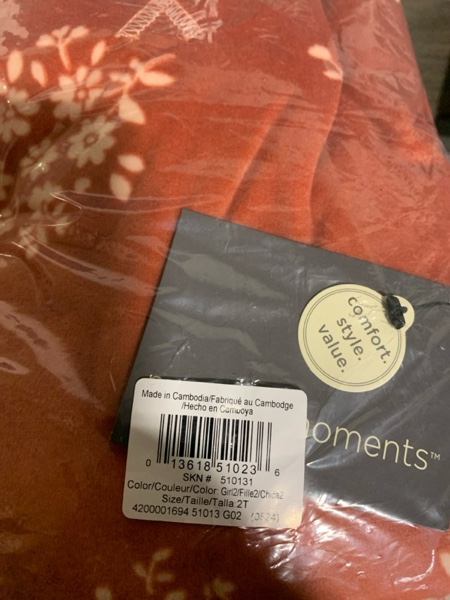 comfort.
style.
value.
oments™
Made in Cambodia/Fabriqué au Cambodge
/Hecho en Camboya
0 13618 51023 6
SKN # 510131
Color/Couleur/Color: Girl2/Fille2/Chica2
Size/Taille/Talla:2T
4200001694 51013 G02 (3524)